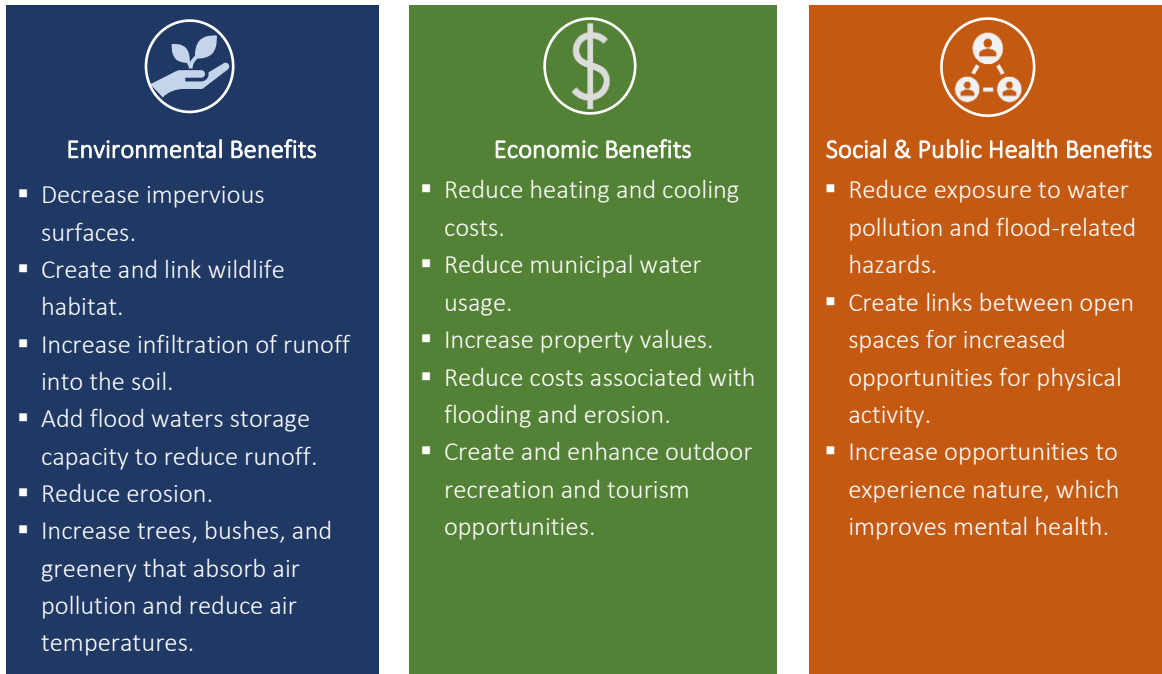 Environmental Benefits
▪ Decrease impervious
surfaces.
▪ Create and link wildlife
habitat.
▪ Increase infiltration of runoff
into the soil.
▪ Add flood waters storage
capacity to reduce runoff.
▪ Reduce erosion.
▪ Increase trees, bushes, and
greenery that absorb air
pollution and reduce air
temperatures.
$
Economic Benefits
▪ Reduce heating and cooling
costs.
▪ Reduce municipal water
usage.
▪ Increase property values.
▪ Reduce costs associated with
flooding and erosion.
▪ Create and enhance outdoor
recreation and tourism
opportunities.
Social & Public Health Benefits
▪ Reduce exposure to water
pollution and flood-related
hazards.
▪ Create links between open
spaces for increased
opportunities for physical
activity.
▪ Increase opportunities to
experience nature, which
improves mental health.